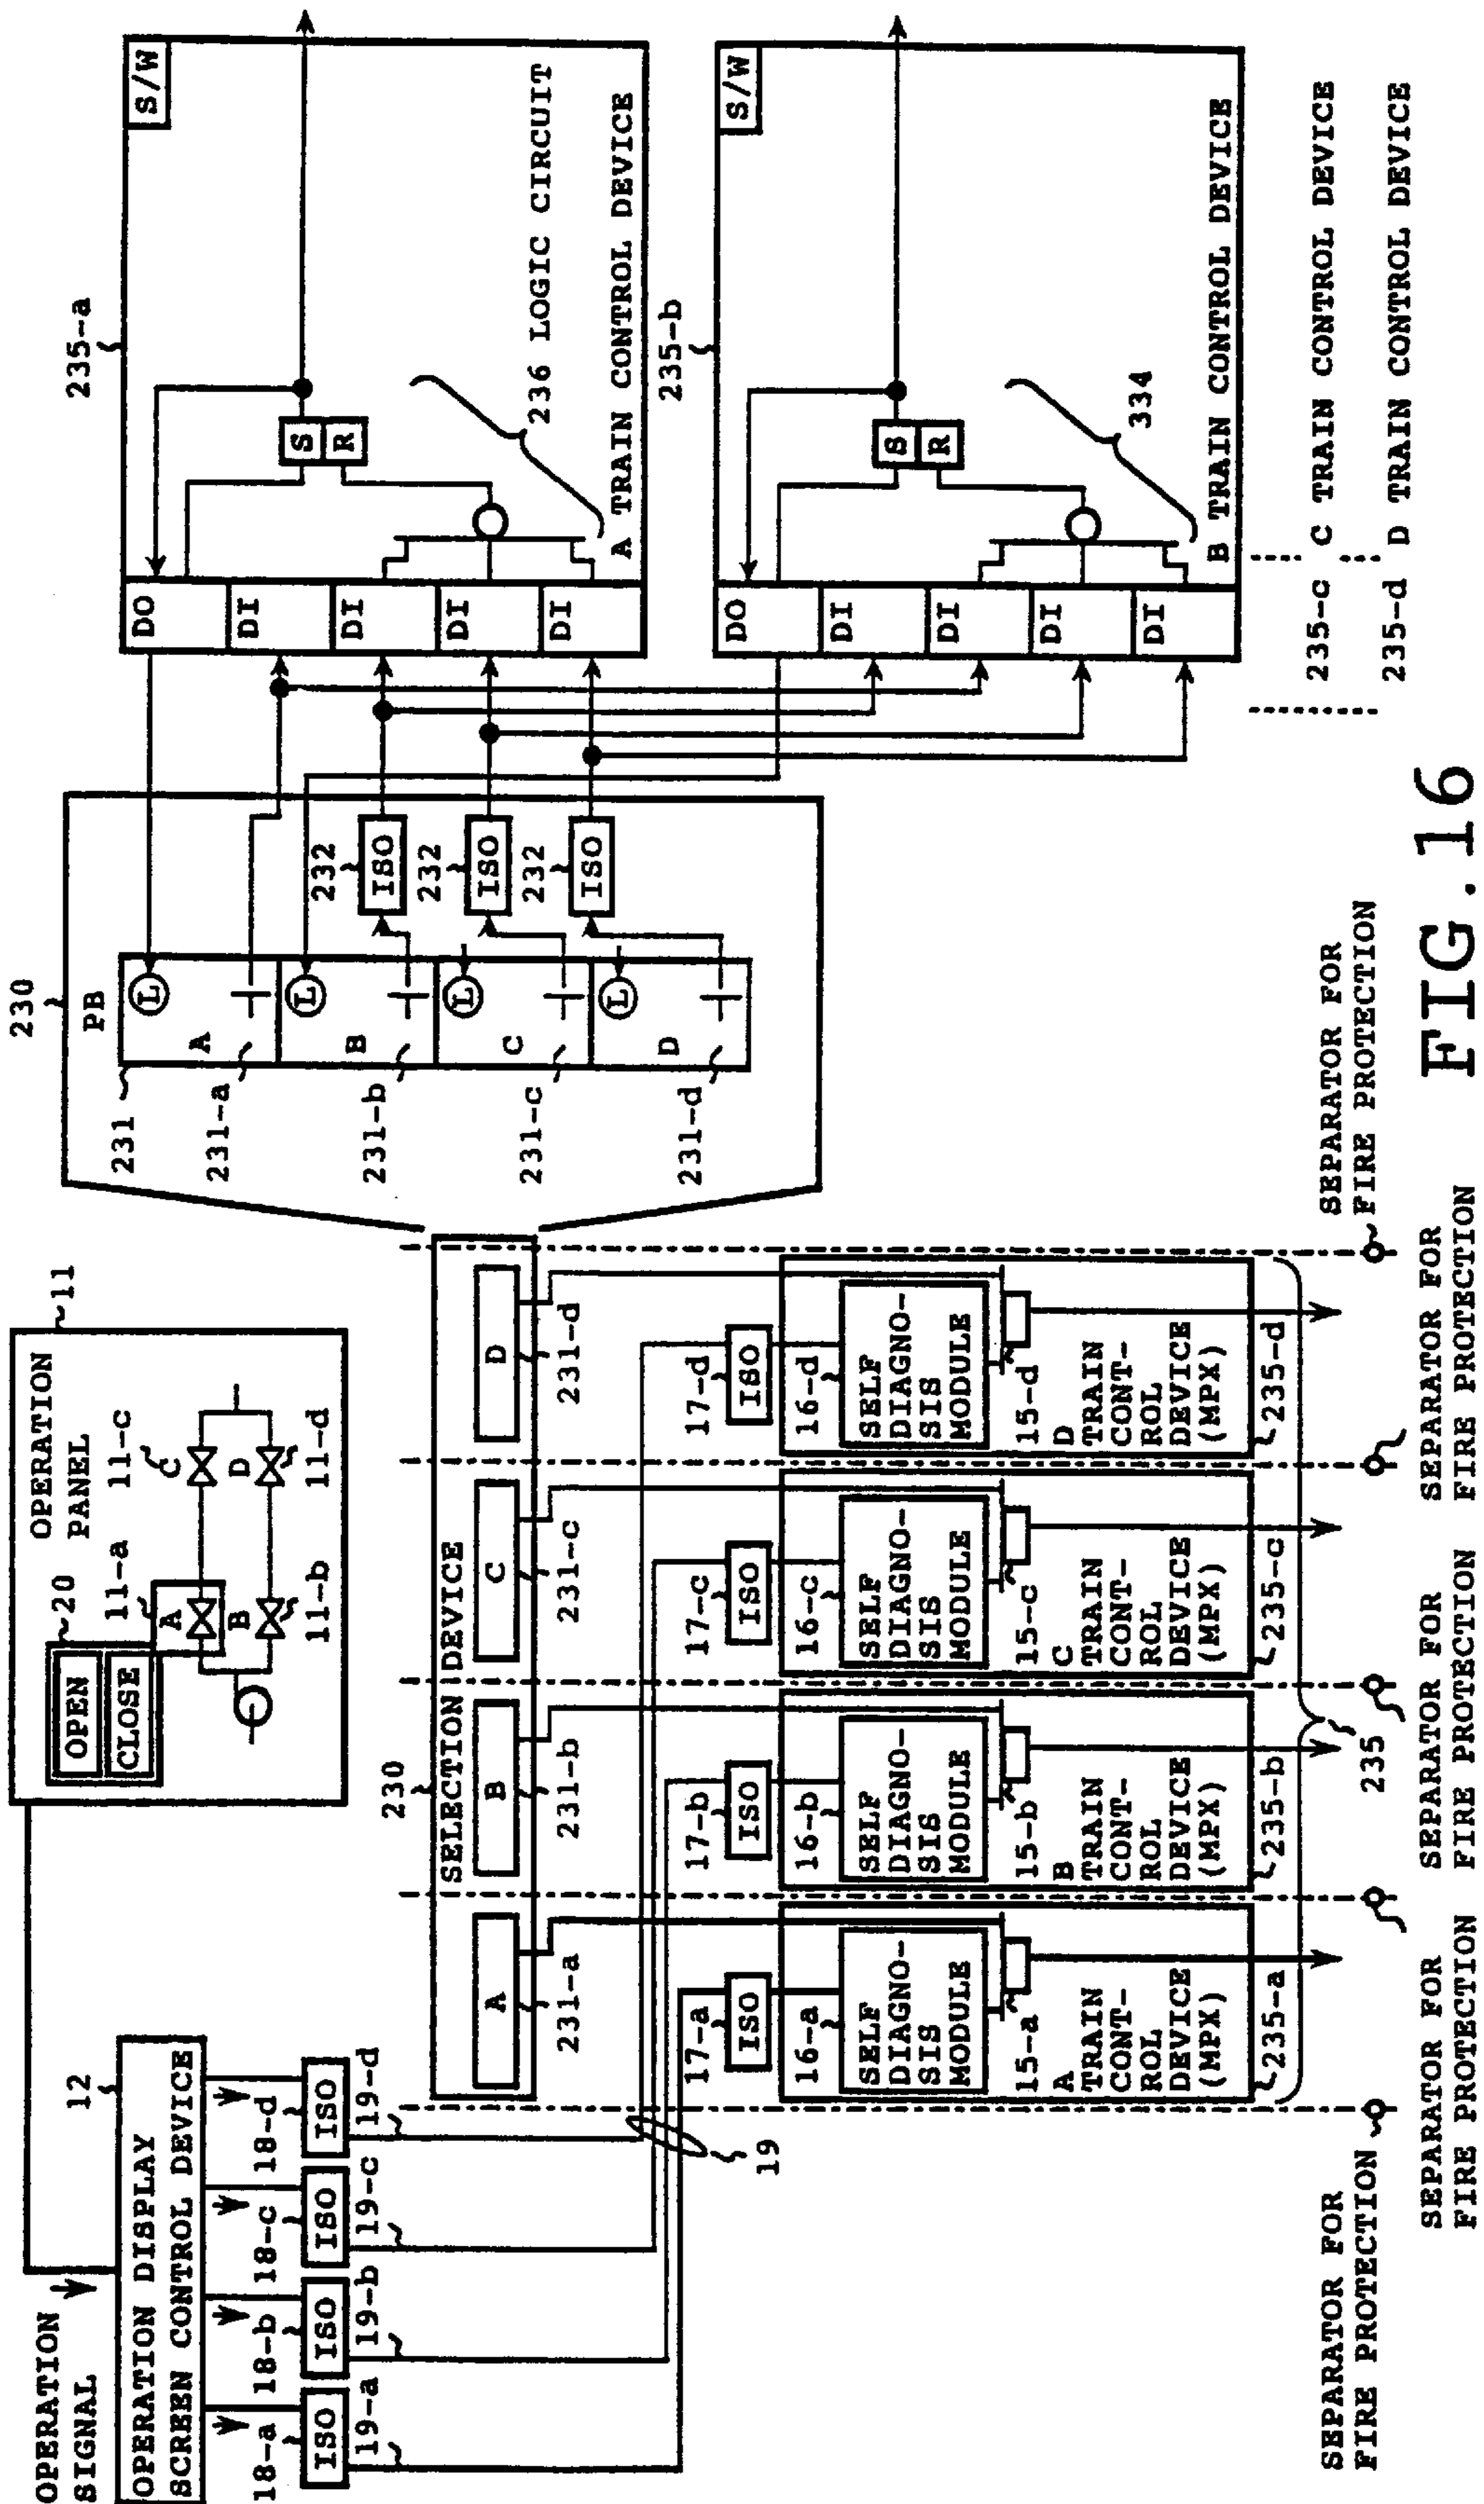 OPERATION
SIGNAL
12
OPERATION DISPLAY
SCREEN CONTROL DEVICE
18-a
18-b
18-c
18-d
ISO
ISO
ISO
ISO
19-a
19-b
19-c
19-d
19
11
OPERATION
PANEL
20
OPEN
CLOSE
11-a
11-c
A
C
B
D
11-b
11-d
230
SELECTION DEVICE
A
B
C
D
231-a
231-b
231-c
231-d
17-a
17-b
17-c
17-d
ISO
ISO
ISO
ISO
16-a
16-b
16-c
16-d
SELF
DIAGNO-
SIS
MODULE
SELF
DIAGNO-
SIS
MODULE
SELF
DIAGNO-
SIS
MODULE
SELF
DIAGNO-
SIS
MODULE
15-a
15-b
15-c
15-d
A
TRAIN
CONT-
ROL
DEVICE
(MPX)
B
TRAIN
CONT-
ROL
DEVICE
(MPX)
C
TRAIN
CONT-
ROL
DEVICE
(MPX)
D
TRAIN
CONT-
ROL
DEVICE
(MPX)
235-a
235-b
235-c
235-d
235
SEPARATOR FOR
FIRE PROTECTION
SEPARATOR FOR
FIRE PROTECTION
SEPARATOR FOR
FIRE PROTECTION
SEPARATOR FOR
FIRE PROTECTION
SEPARATOR FOR
FIRE PROTECTION
230
PB
231
231-a
231-b
231-c
231-d
A
L
B
L
C
L
D
L
232
ISO
232
ISO
232
ISO
235-a
DO
DI
DI
DI
DI
S
R
S/W
236 LOGIC CIRCUIT
A TRAIN CONTROL DEVICE
235-b
DO
DI
DI
DI
DI
S
R
S/W
334
B TRAIN CONTROL DEVICE
235-c C TRAIN CONTROL DEVICE
235-d D TRAIN CONTROL DEVICE
FIG.16